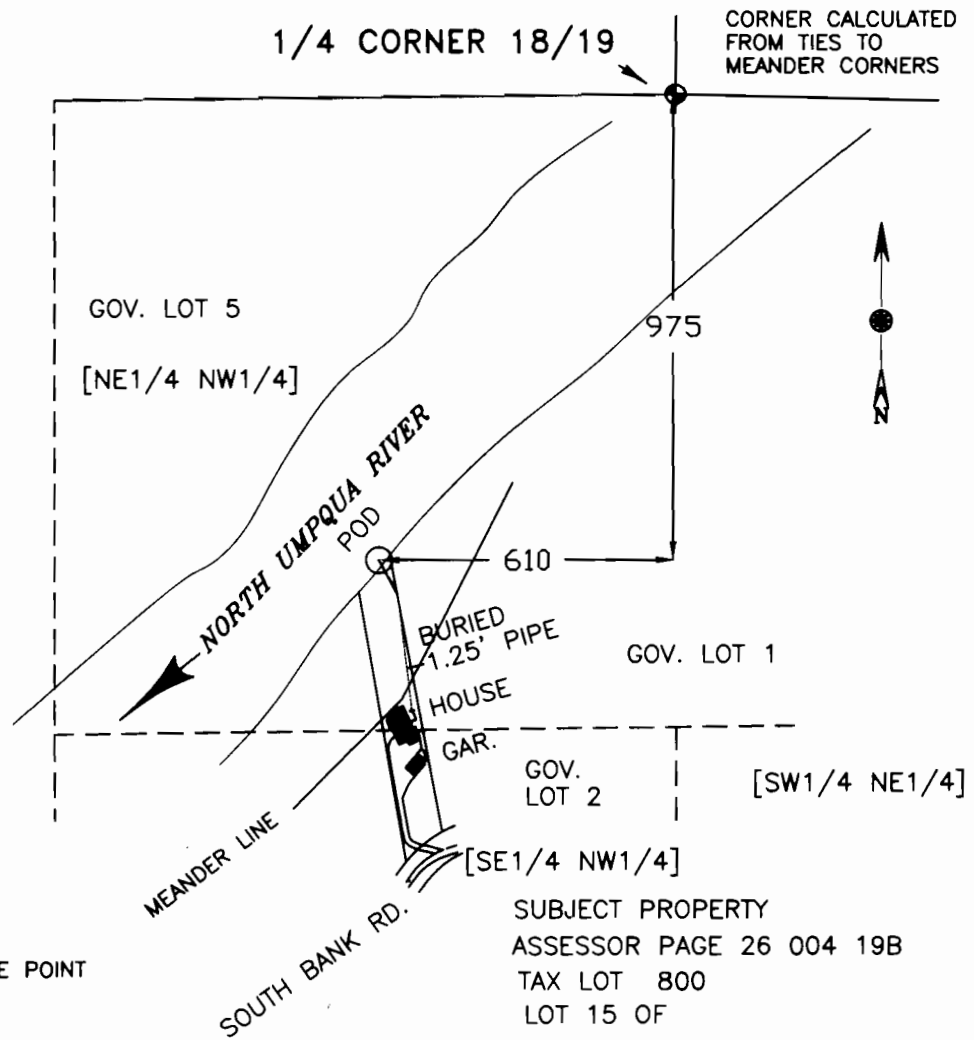 1/4 CORNER 18/19
CORNER CALCULATED
FROM TIES TO
MEANDER CORNERS
GOV. LOT 5
[NE1/4 NW1/4]
975
N
NORTH UMPQUA RIVER
POD
610
BURIED
1.25' PIPE
GOV. LOT 1
HOUSE
GAR.
GOV.
LOT 2
[SW1/4 NE1/4]
MEANDER LINE
[SE1/4 NW1/4]
SOUTH BANK RD.
SUBJECT PROPERTY
ASSESSOR PAGE 26 004 19B
TAX LOT 800
LOT 15 OF
E POINT